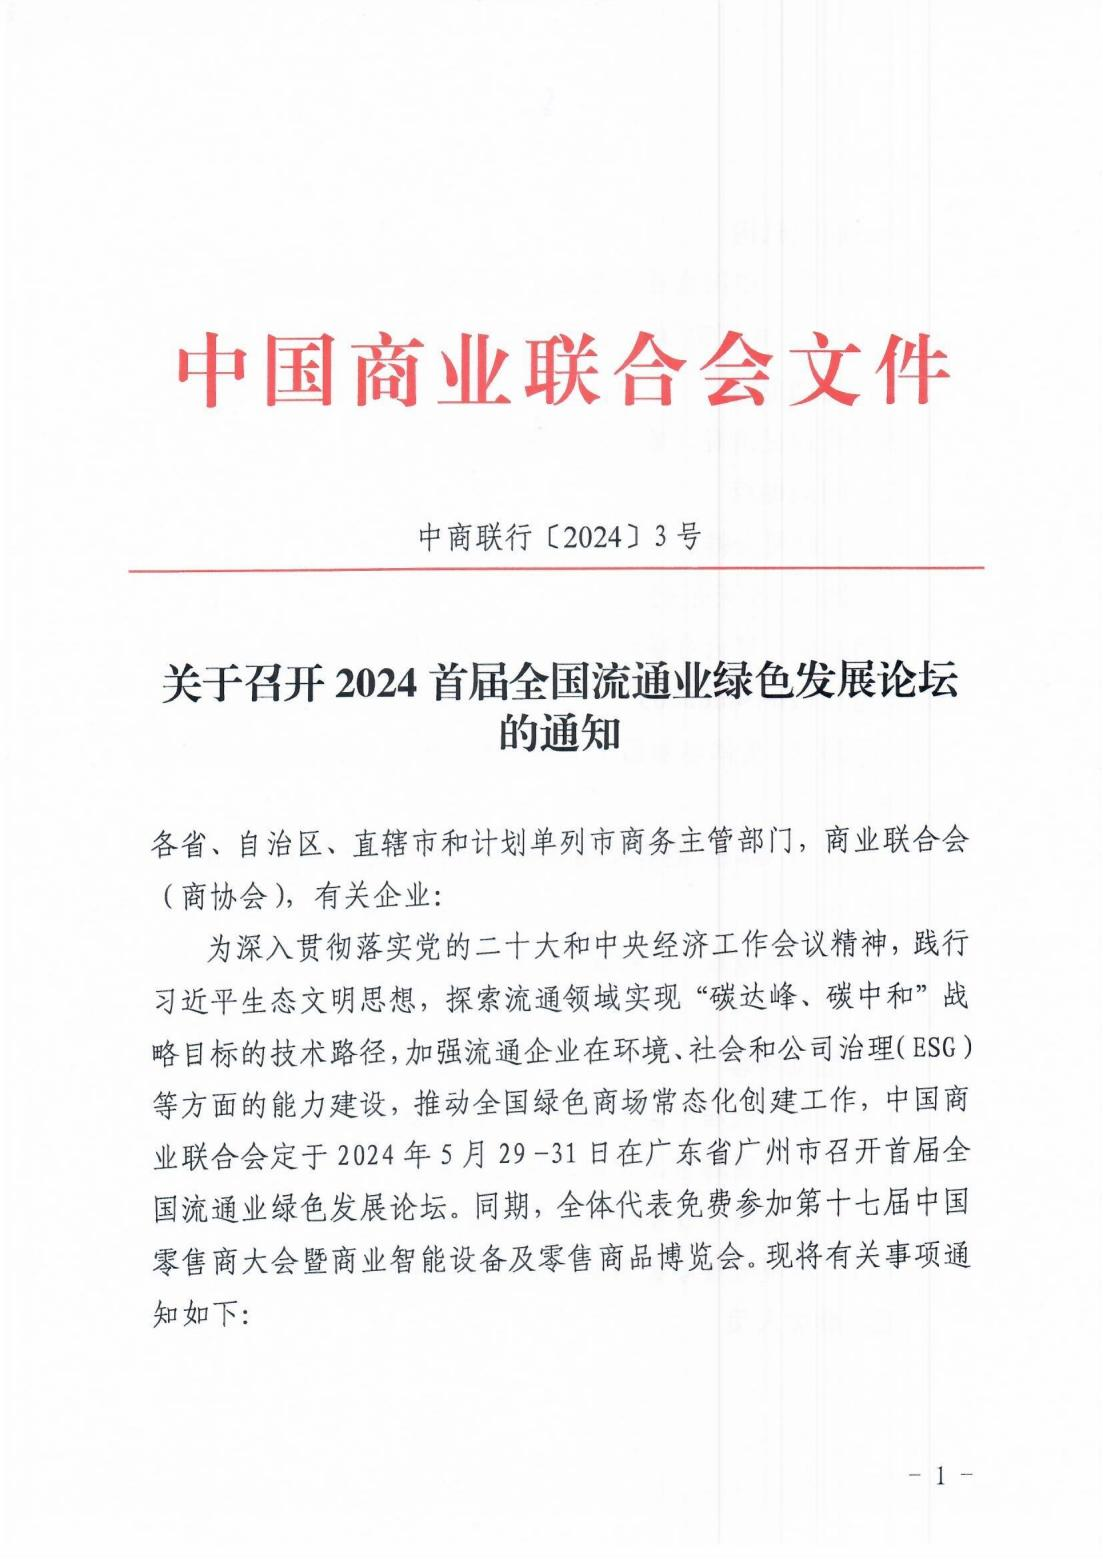 中国商业联合会文件
中商联行〔2024〕3号
关于召开 2024 首届全国流通业绿色发展论坛
的通知
各省、自治区、直辖市和计划单列市商务主管部门，商业联合会
（商协会），有关企业：
为深入贯彻落实党的二十大和中央经济工作会议精神，践行
习近平生态文明思想，探索流通领域实现“碳达峰、碳中和”战
略目标的技术路径，加强流通企业在环境、社会和公司治理(ESG)
等方面的能力建设，推动全国绿色商场常态化创建工作，中国商
业联合会定于 2024 年 5 月 29-31 日在广东省广州市召开首届全
国流通业绿色发展论坛。同期，全体代表免费参加第十七届中国
零售商大会暨商业智能设备及零售商品博览会。现将有关事项通
知如下：
- 1 -